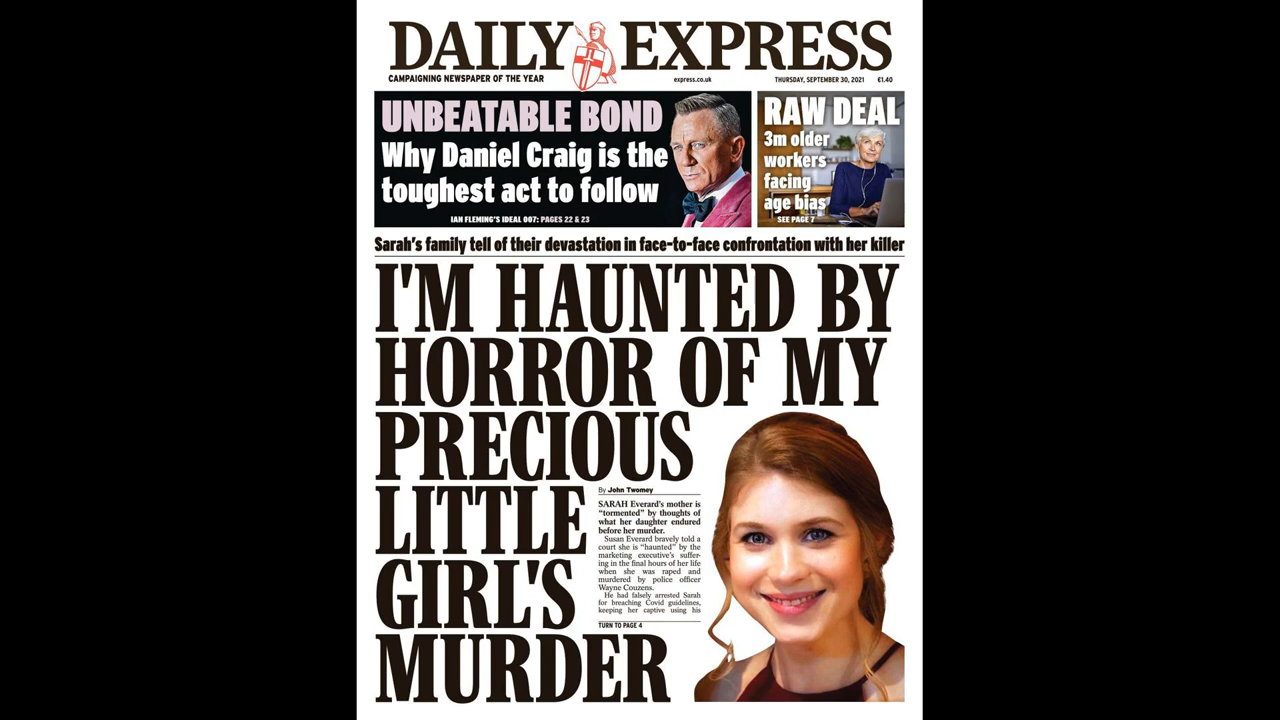 DAILY EXPRESS
CAMPAIGNING NEWSPAPER OF THE YEAR
express.co.uk
THURSDAY, SEPTEMBER 30, 2021 €1.40
UNBEATABLE BOND
Why Daniel Craig is the
toughest act to follow
IAN FLEMING'S IDEAL 007: PAGES 22 & 23
RAW DEAL
3m older
workers
facing
age bias
SEE PAGE 7
Sarah's family tell of their devastation in face-to-face confrontation with her killer
I'M HAUNTED BY
HORROR OF MY
PRECIOUS
LITTLE
GIRL'S
MURDER
By John Twomey
SARAH Everard's mother is
"tormented" by thoughts of
what her daughter endured
before her murder.
Susan Everard bravely told a
court she is "haunted" by the
marketing executive's suffer-
ing in the final hours of her life
when she was raped and
murdered by police officer
Wayne Couzens.
He had falsely arrested Sarah
for breaching Covid guidelines,
keeping her captive using his
TURN TO PAGE 4